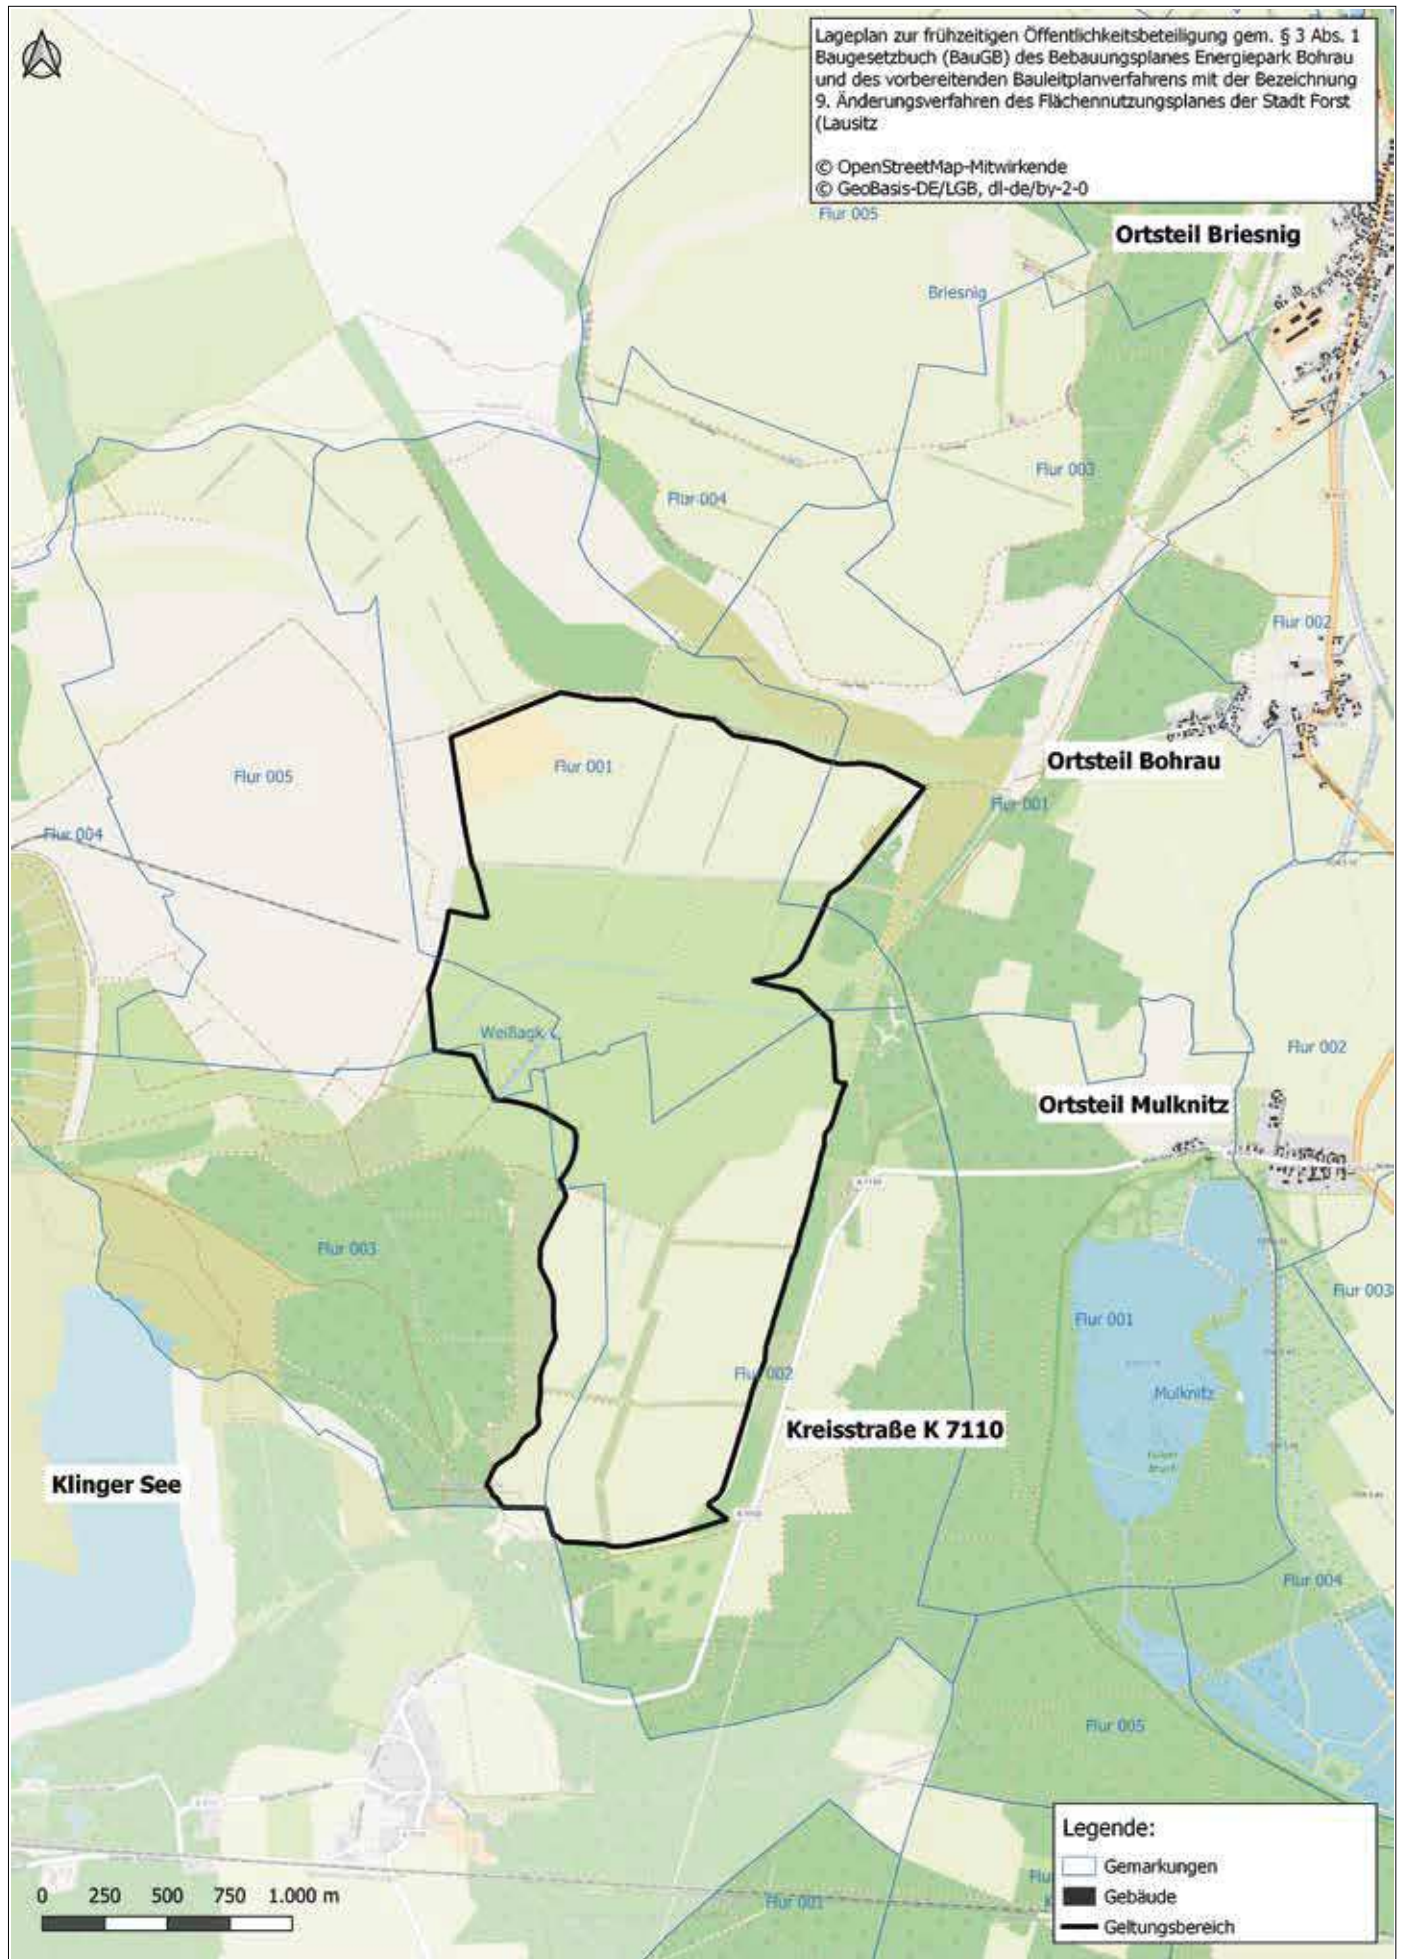 Lageplan zur frühzeitigen Öffentlichkeitsbeteiligung gem. § 3 Abs. 1
Baugesetzbuch (BauGB) des Bebauungsplanes Energiepark Bohrau
und des vorbereitenden Bauleitplanverfahrens mit der Bezeichnung
9. Änderungsverfahren des Flächennutzungsplanes der Stadt Forst
(Lausitz
© OpenStreetMap-Mitwirkende
© GeoBasis-DE/LGB, dl-de/by-2-0
Flur 005
Ortsteil Briesnig
Briesnig
Flur 003
Flur 004
Flur 002
Ortsteil Bohrau
Flur 001
Flur 005
Flur 001
Flur 004
Weißagk
Flur 002
Ortsteil Mulknitz
Flur 003
Flur 003
Flur 001
Flur 002
Mulknitz
Kreisstraße K 7110
Klinger See
Flur 004
Flur 005
Legende:
Gemarkungen
Gebäude
Geltungsbereich
Flur 001
0 250 500 750 1.000 m